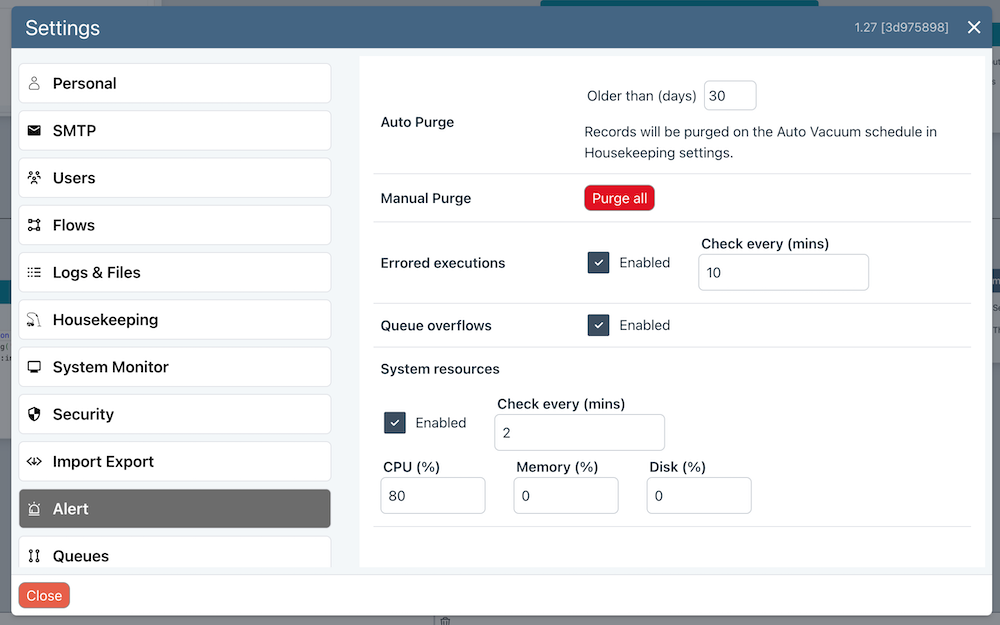 Settings
1.27 [3d975898]
Personal
SMTP
Users
Flows
Logs & Files
Housekeeping
System Monitor
Security
Import Export
Alert
Queues
Close
Auto Purge
Older than (days) 30
Records will be purged on the Auto Vacuum schedule in
Housekeeping settings.
Manual Purge
Purge all
Errored executions
Enabled
Check every (mins)
10
Queue overflows
Enabled
System resources
Enabled
Check every (mins)
2
CPU (%) Memory (%) Disk (%)
80 0 0